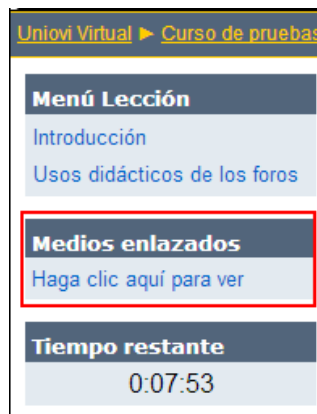 Uniovi Virtual ► Curso de pruebas
Menú Lección
Introducción
Usos didácticos de los foros
Medios enlazados
Haga clic aquí para ver
Tiempo restante
0:07:53